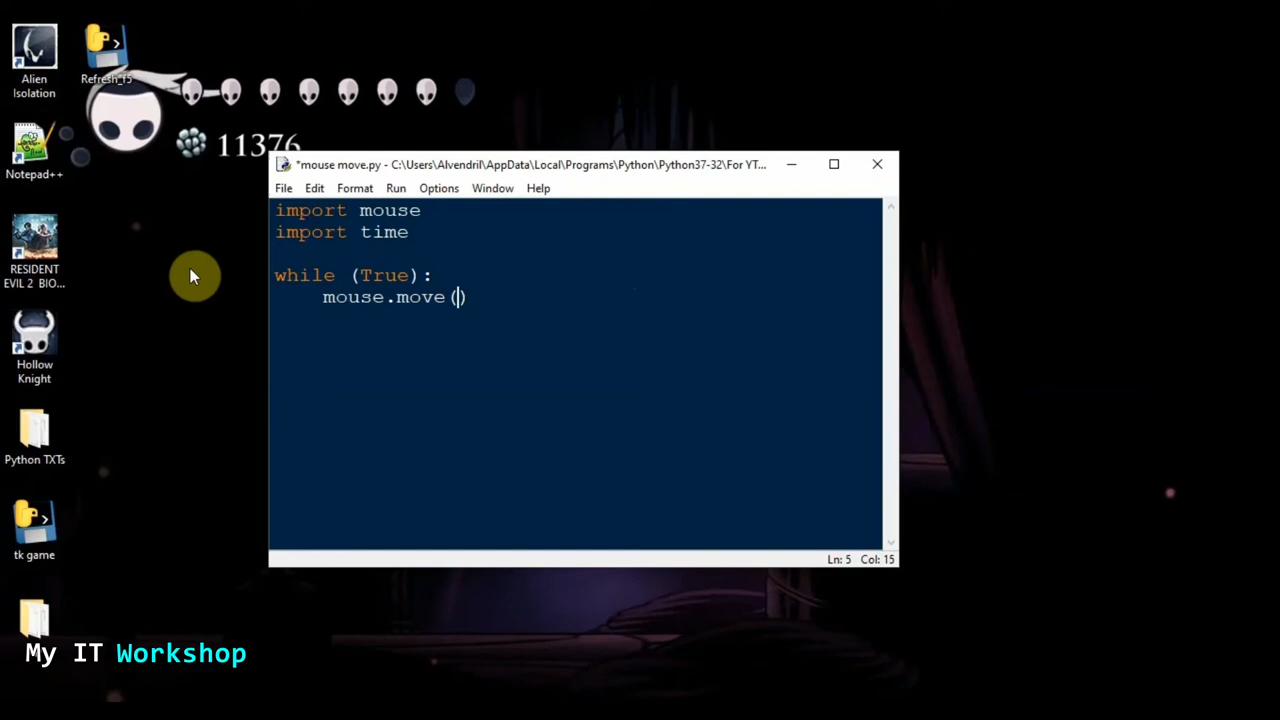 Alien
Isolation
Refresh_f5
11376
Notepad++
RESIDENT
EVIL 2 BIO...
Hollow
Knight
Python TXTs
tk game
*mouse move.py - C:\Users\Alvendril\AppData\Local\Programs\Python\Python37-32\For YT...
File Edit Format Run Options Window Help
import mouse
import time
while (True):
mouse.move()
Ln: 5 Col: 15
My IT Workshop